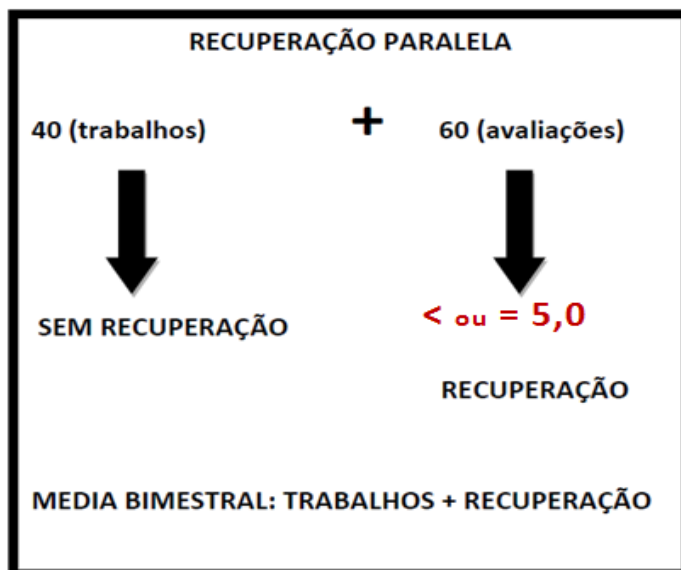 RECUPERAÇÃO PARALELA
40 (trabalhos) + 60 (avaliações)
SEM RECUPERAÇÃO
< ou = 5,0
RECUPERAÇÃO
MEDIA BIMESTRAL: TRABALHOS + RECUPERAÇÃO